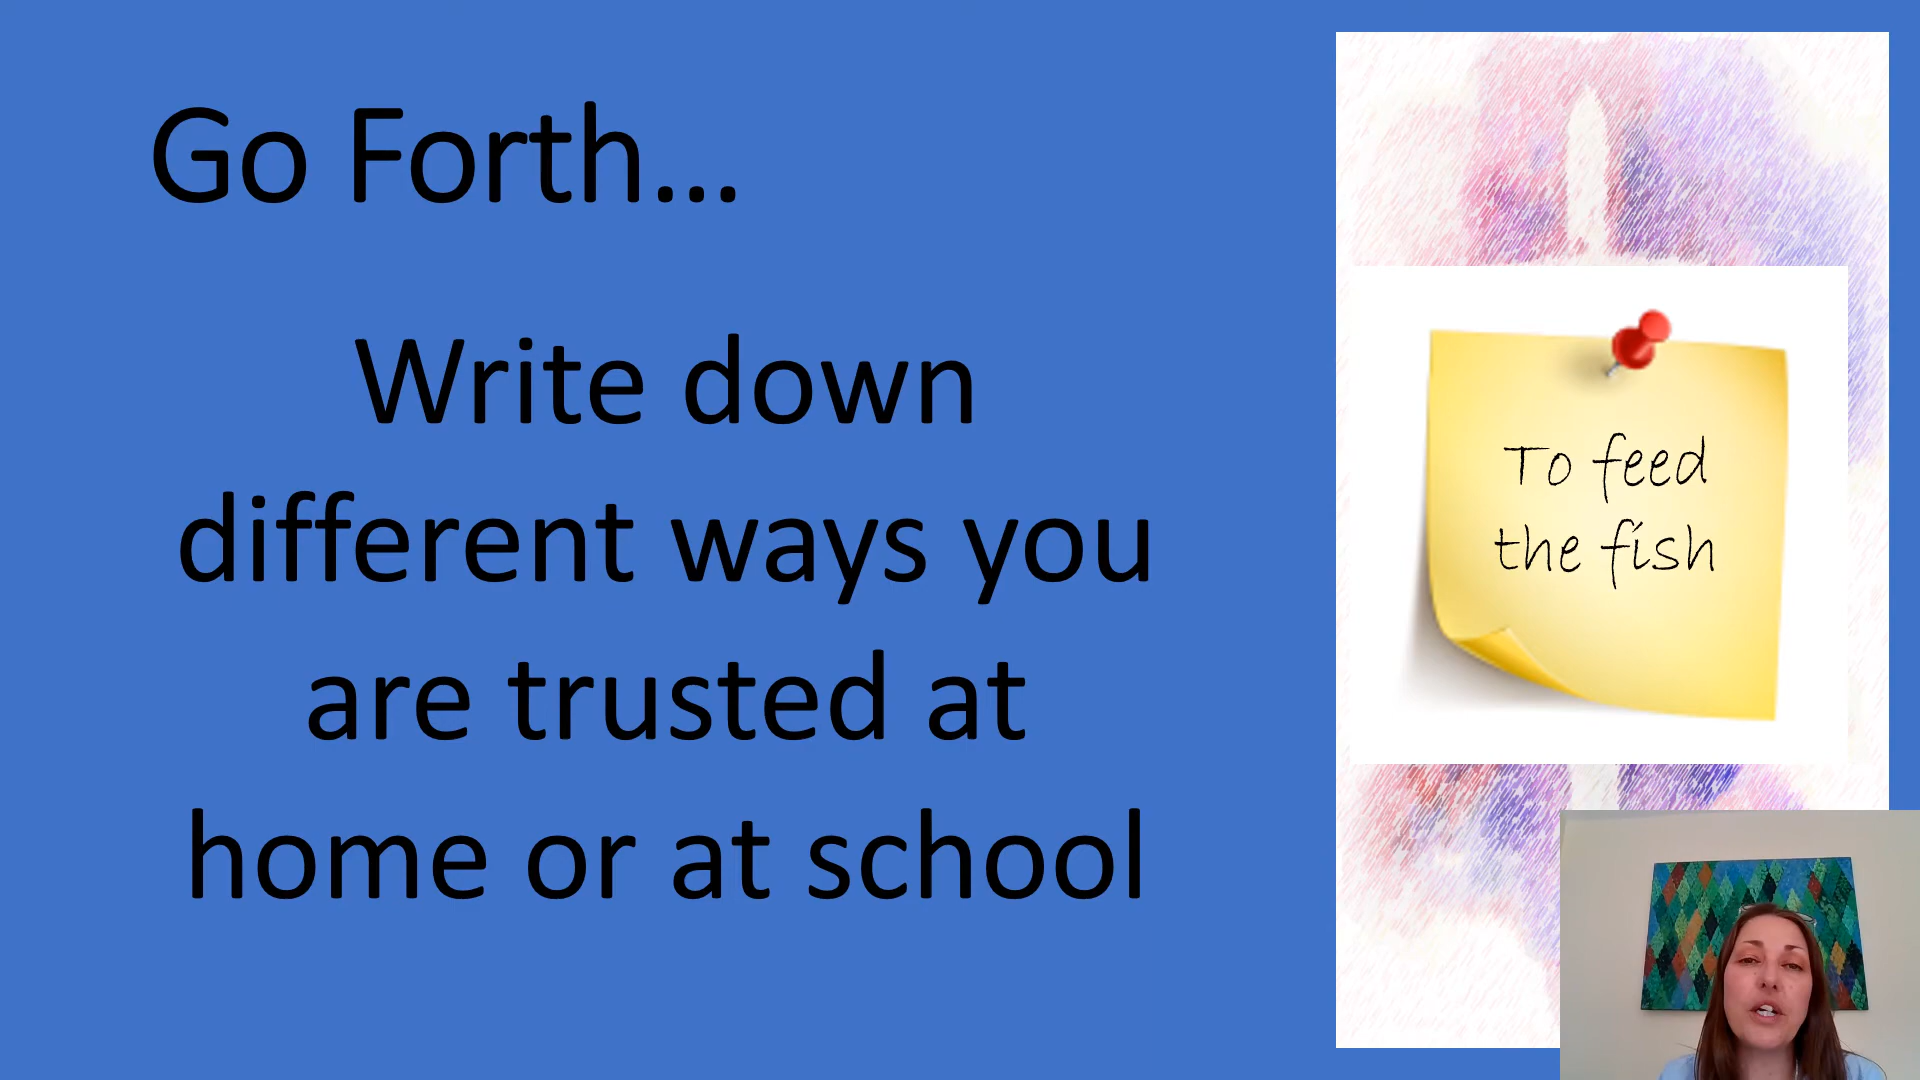 Go Forth...
Write down
different ways you
are trusted at
home or at school
To feed
the fish